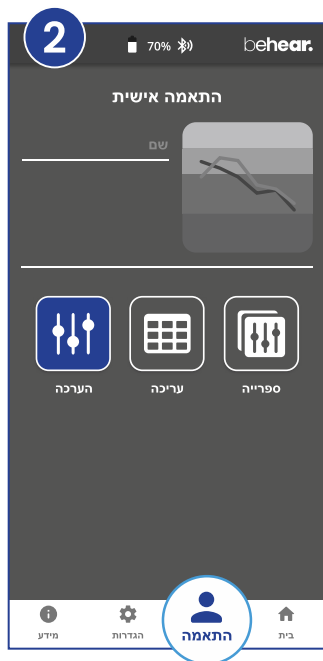 2
70%
behear.
התאמה אישית
שם
ספרייה
עריכה
הערכה
בית
התאמה
הגדרות
מידע